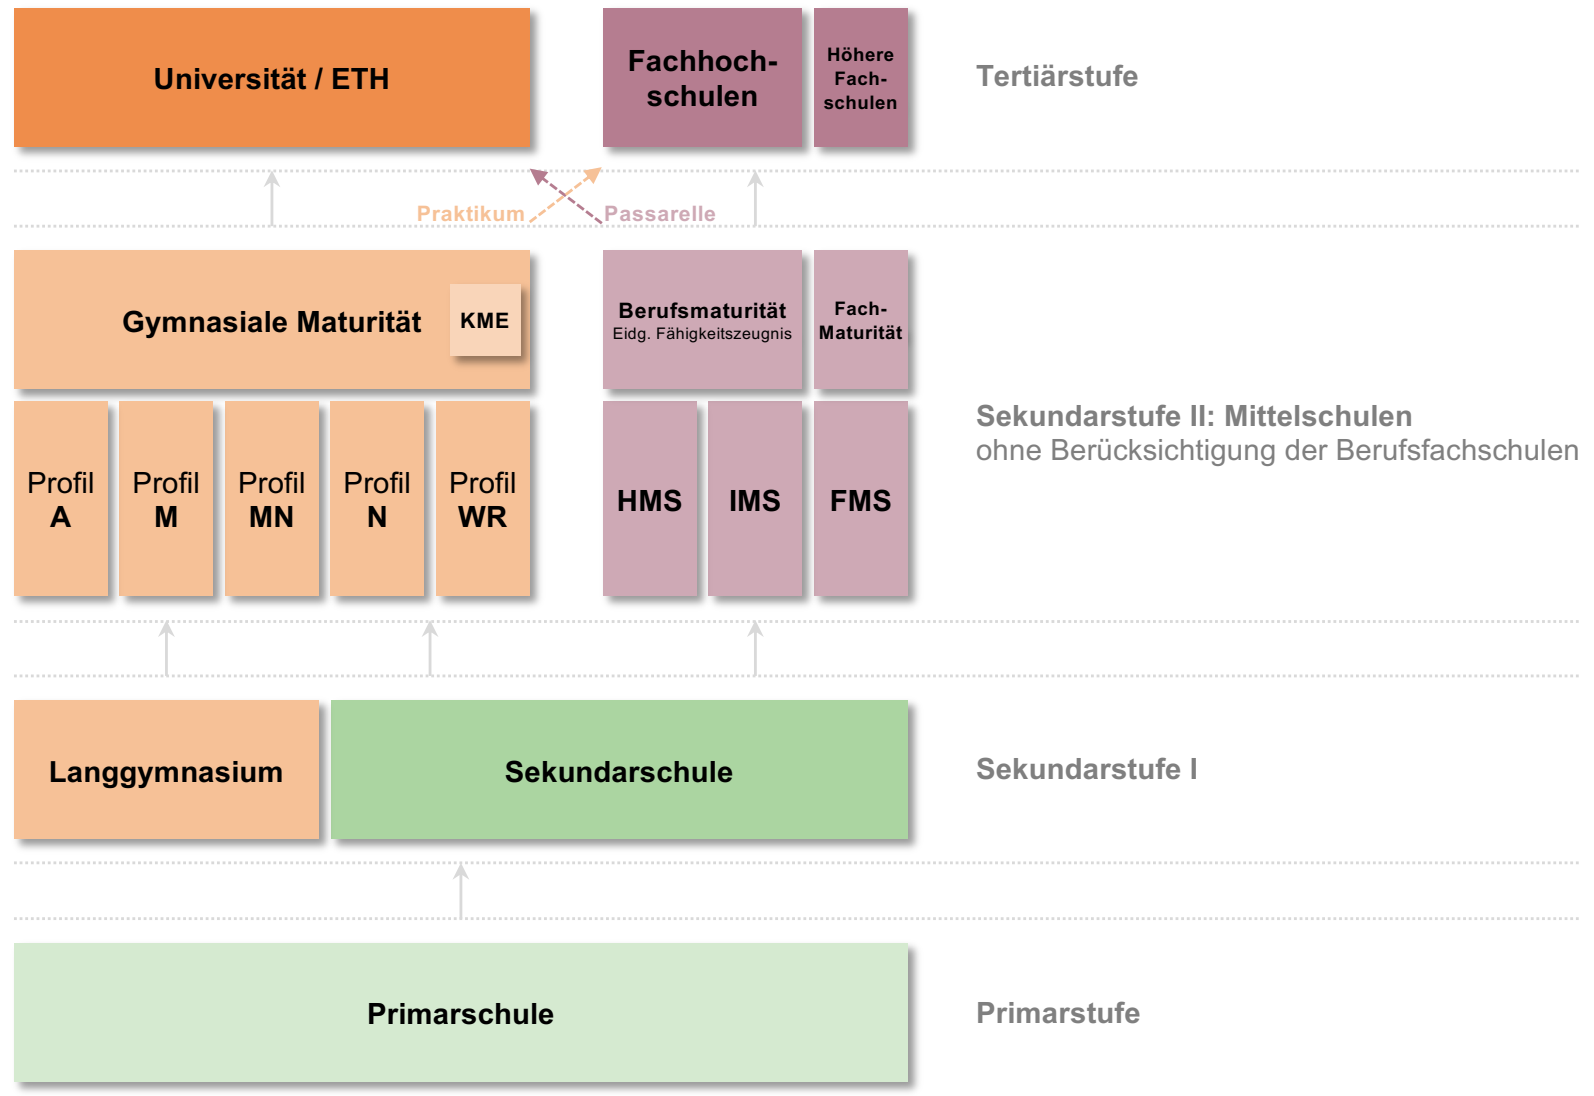 Universität / ETH
Fachhoch-
schulen
Höhere
Fach-
schulen
Tertiärstufe
Praktikum
Passarelle
Gymnasiale Maturität
KME
Berufsmaturität
Eidg. Fähigkeitszeugnis
Fach-
Maturität
Profil
A
Profil
M
Profil
MN
Profil
N
Profil
WR
HMS
IMS
FMS
Sekundarstufe II: Mittelschulen
ohne Berücksichtigung der Berufsfachschulen
Langgymnasium
Sekundarschule
Sekundarstufe I
Primarschule
Primarstufe